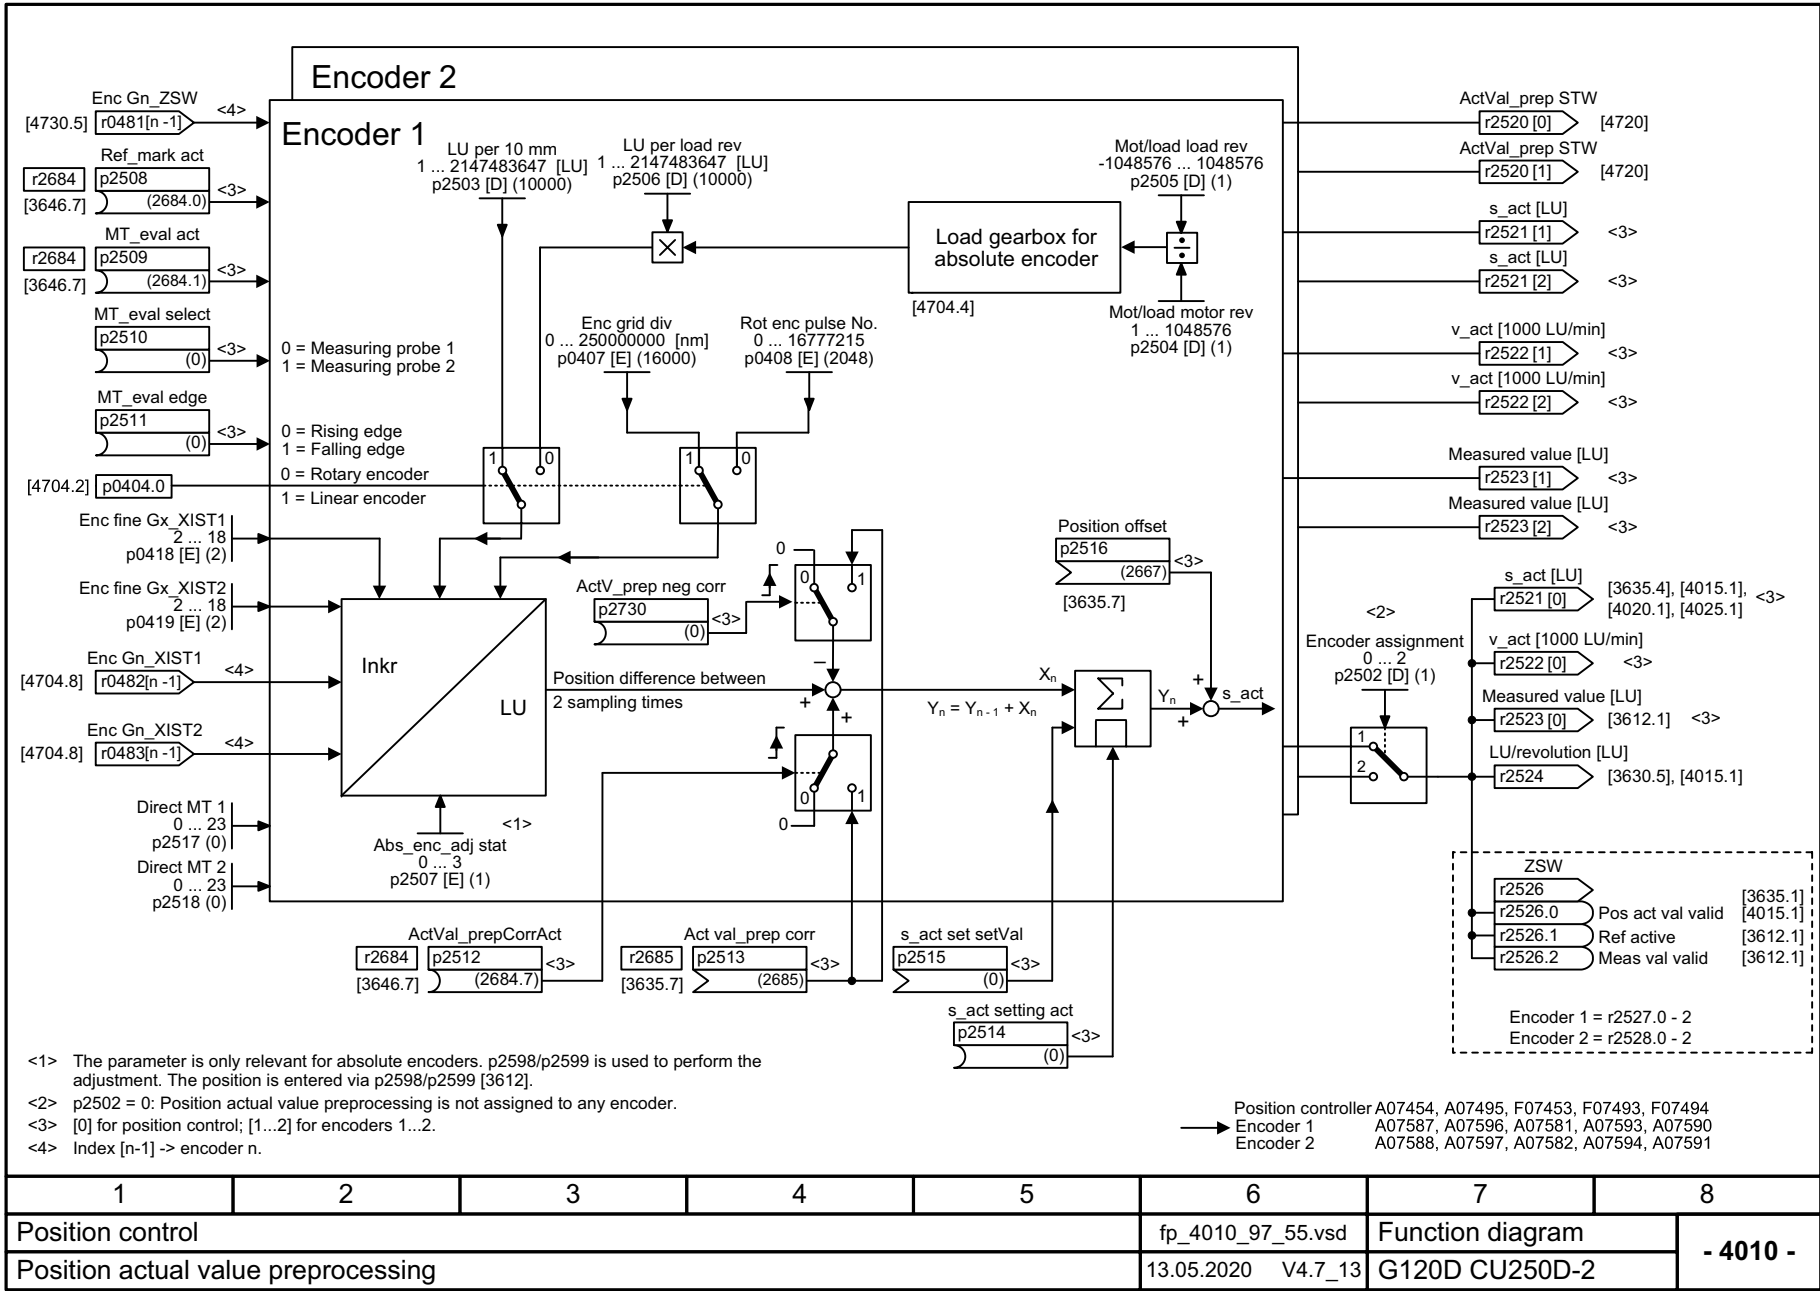 Encoder 2
Encoder 1
Enc Gn_ZSW
<4>
[4730.5] r0481[n -1]
Ref_mark act
r2684 p2508
<3>
[3646.7] (2684.0)
MT_eval act
r2684 p2509
<3>
[3646.7] (2684.1)
MT_eval select
p2510
(0) <3>
0 = Measuring probe 1
1 = Measuring probe 2
MT_eval edge
p2511
(0) <3>
0 = Rising edge
1 = Falling edge
0 = Rotary encoder
[4704.2] p0404.0
1 = Linear encoder
Enc fine Gx_XIST1
2 ... 18
p0418 [E] (2)
Enc fine Gx_XIST2
2 ... 18
p0419 [E] (2)
Enc Gn_XIST1
<4>
[4704.8] r0482[n -1]
Enc Gn_XIST2
<4>
[4704.8] r0483[n -1]
Direct MT 1
0 ... 23
p2517 (0)
Direct MT 2
0 ... 23
p2518 (0)
LU per 10 mm
1 ... 2147483647 [LU]
p2503 [D] (10000)
LU per load rev
1 ... 2147483647 [LU]
p2506 [D] (10000)
×
Load gearbox for
absolute encoder
[4704.4]
Mot/load load rev
-1048576 ... 1048576
p2505 [D] (1)
÷
Mot/load motor rev
1 ... 1048576
p2504 [D] (1)
Enc grid div
0 ... 250000000 [nm]
p0407 [E] (16000)
Rot enc pulse No.
0 ... 16777215
p0408 [E] (2048)
1 0
1 0
Inkr
LU
Abs_enc_adj stat
0 ... 3
p2507 [E] (1)
<1>
ActV_prep neg corr
p2730
(0) <3>
0
0 1
Position difference between
2 sampling times
–
+ +
0 1
0
Xn
Yn = Yn - 1 + Xn
Σ
Yn
+
+
s_act
Position offset
p2516
(2667) <3>
[3635.7]
ActVal_prepCorrAct
r2684 p2512
<3>
[3646.7] (2684.7)
Act val_prep corr
r2685 p2513
<3>
[3635.7] (2685)
s_act set setVal
p2515
<3>
(0)
s_act setting act
p2514
<3>
(0)
ActVal_prep STW
r2520 [0] [4720]
ActVal_prep STW
r2520 [1] [4720]
s_act [LU]
r2521 [1] <3>
s_act [LU]
r2521 [2] <3>
v_act [1000 LU/min]
r2522 [1] <3>
v_act [1000 LU/min]
r2522 [2] <3>
Measured value [LU]
r2523 [1] <3>
Measured value [LU]
r2523 [2] <3>
<2>
Encoder assignment
0 ... 2
p2502 [D] (1)
1
2
s_act [LU]
r2521 [0] [3635.4], [4015.1], <3>
[4020.1], [4025.1]
v_act [1000 LU/min]
r2522 [0] <3>
Measured value [LU]
r2523 [0] [3612.1] <3>
LU/revolution [LU]
r2524 [3630.5], [4015.1]
ZSW
r2526 [3635.1]
r2526.0 Pos act val valid [4015.1]
r2526.1 Ref active [3612.1]
r2526.2 Meas val valid [3612.1]
Encoder 1 = r2527.0 - 2
Encoder 2 = r2528.0 - 2
<1> The parameter is only relevant for absolute encoders. p2598/p2599 is used to perform the
adjustment. The position is entered via p2598/p2599 [3612].
<2> p2502 = 0: Position actual value preprocessing is not assigned to any encoder.
<3> [0] for position control; [1...2] for encoders 1...2.
<4> Index [n-1] -> encoder n.
Position controller A07454, A07495, F07453, F07493, F07494
Encoder 1 A07587, A07596, A07581, A07593, A07590
Encoder 2 A07588, A07597, A07582, A07594, A07591
1 2 3 4 5 6 7 8
Position control fp_4010_97_55.vsd Function diagram
- 4010 -
Position actual value preprocessing 13.05.2020 V4.7_13 G120D CU250D-2